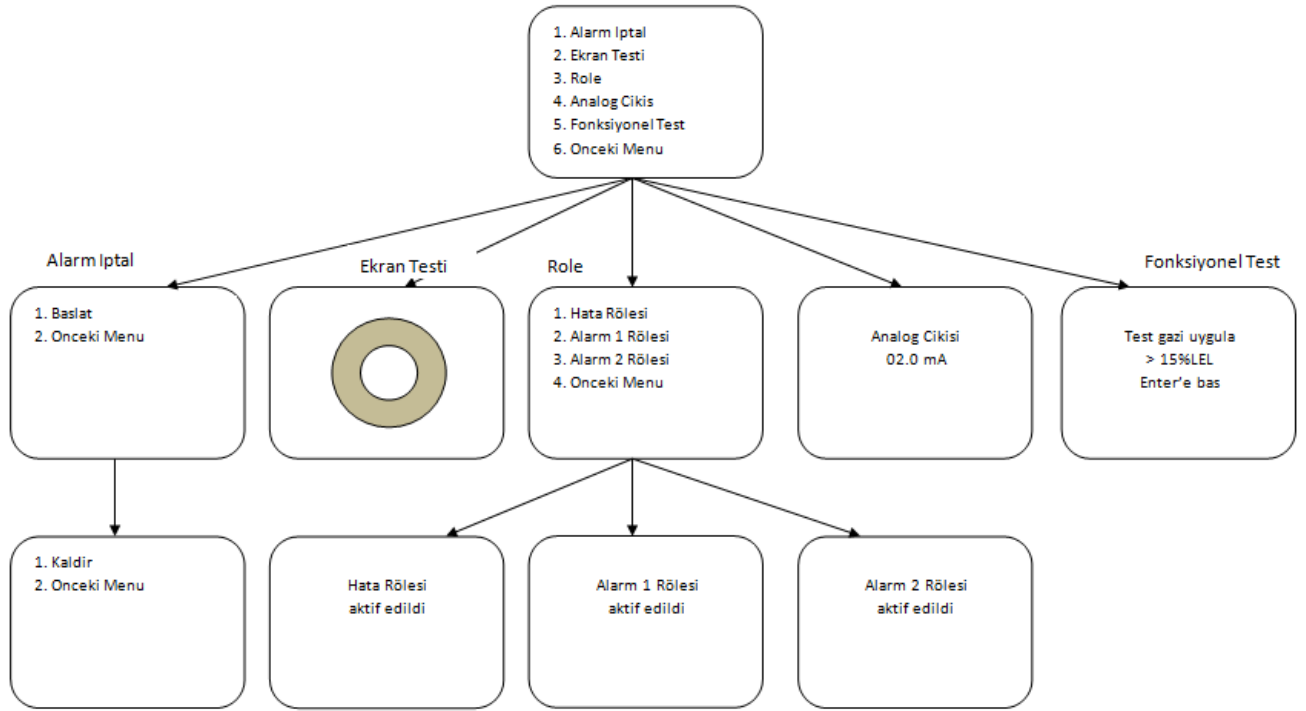 1. Alarm Iptal
2. Ekran Testi
3. Role
4. Analog Cikis
5. Fonksiyonel Test
6. Onceki Menu
Alarm Iptal
1. Baslat
2. Onceki Menu
Ekran Testi
Role
1. Hata Rölesi
2. Alarm 1 Rölesi
3. Alarm 2 Rölesi
4. Onceki Menu
Analog Cikisi
02.0 mA
Fonksiyonel Test
Test gazi uygula
> 15%LEL
Enter'e bas
1. Kaldir
2. Onceki Menu
Hata Rölesi
aktif edildi
Alarm 1 Rölesi
aktif edildi
Alarm 2 Rölesi
aktif edildi